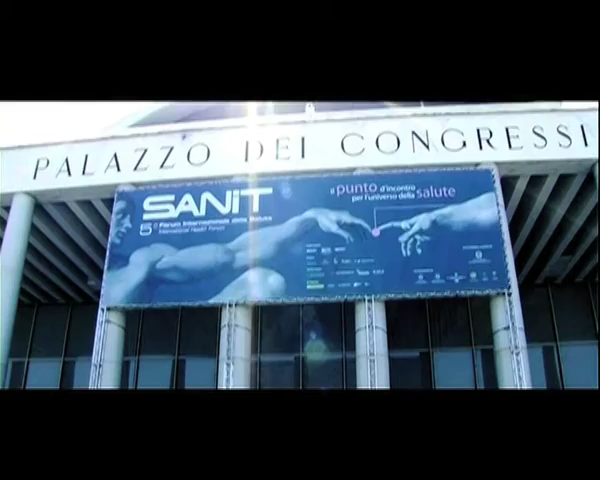 PALAZZO DEI CONGRESSI
SANIT
5° Forum Internazionale della Salute
International Health Forum
il punto d'incontro
per l'universo della salute